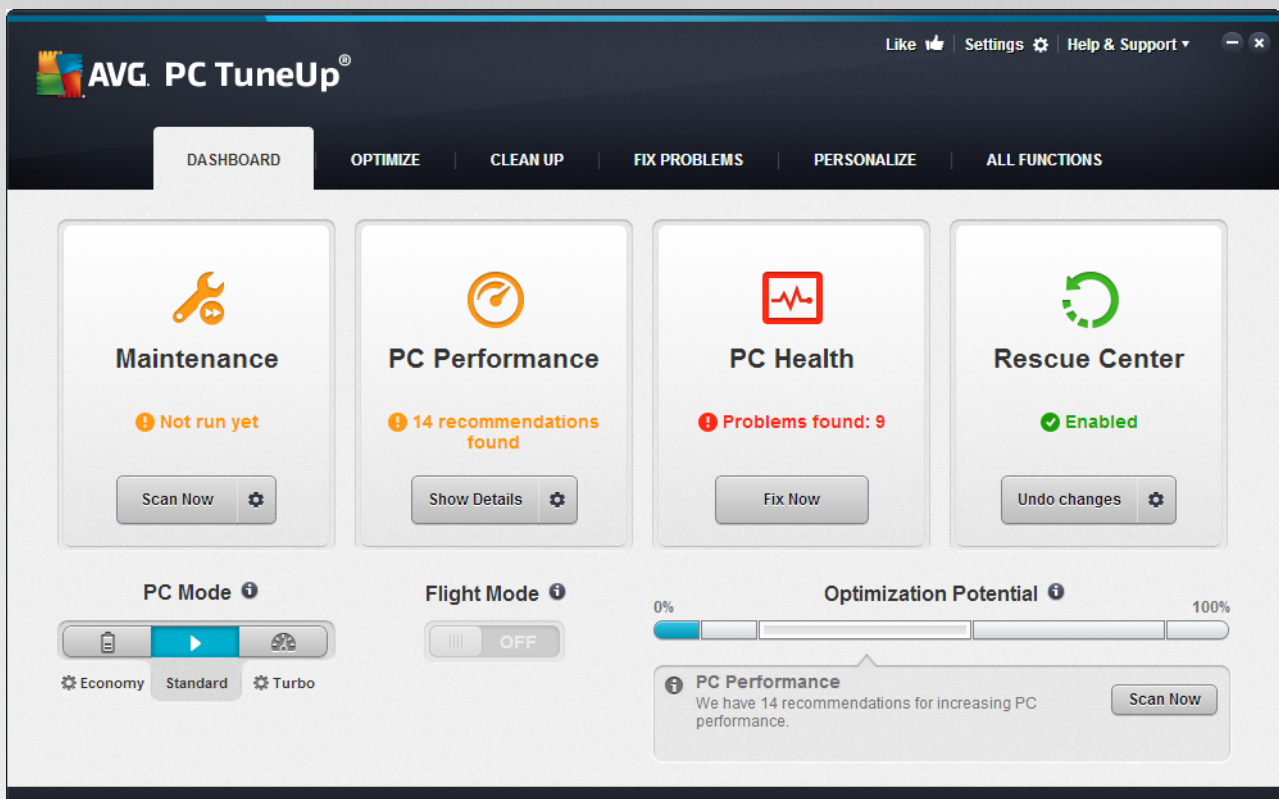 Like Settings Help & Support
AVG. PC TuneUp®
DASHBOARD OPTIMIZE CLEAN UP FIX PROBLEMS PERSONALIZE ALL FUNCTIONS
Maintenance
Not run yet
Scan Now
PC Performance
14 recommendations
found
Show Details
PC Health
Problems found: 9
Fix Now
Rescue Center
Enabled
Undo changes
PC Mode
Economy Standard Turbo
Flight Mode
OFF
Optimization Potential
0% 100%
PC Performance
We have 14 recommendations for increasing PC
performance.
Scan Now